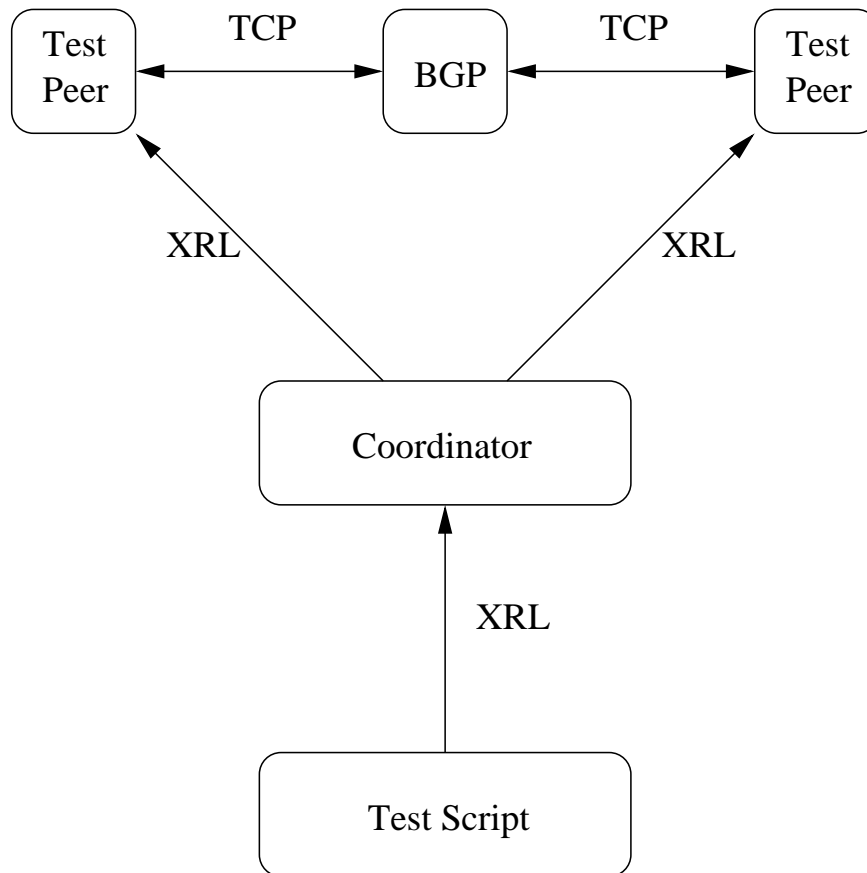 Test
Peer
TCP
BGP
TCP
Test
Peer
XRL
XRL
Coordinator
XRL
Test Script